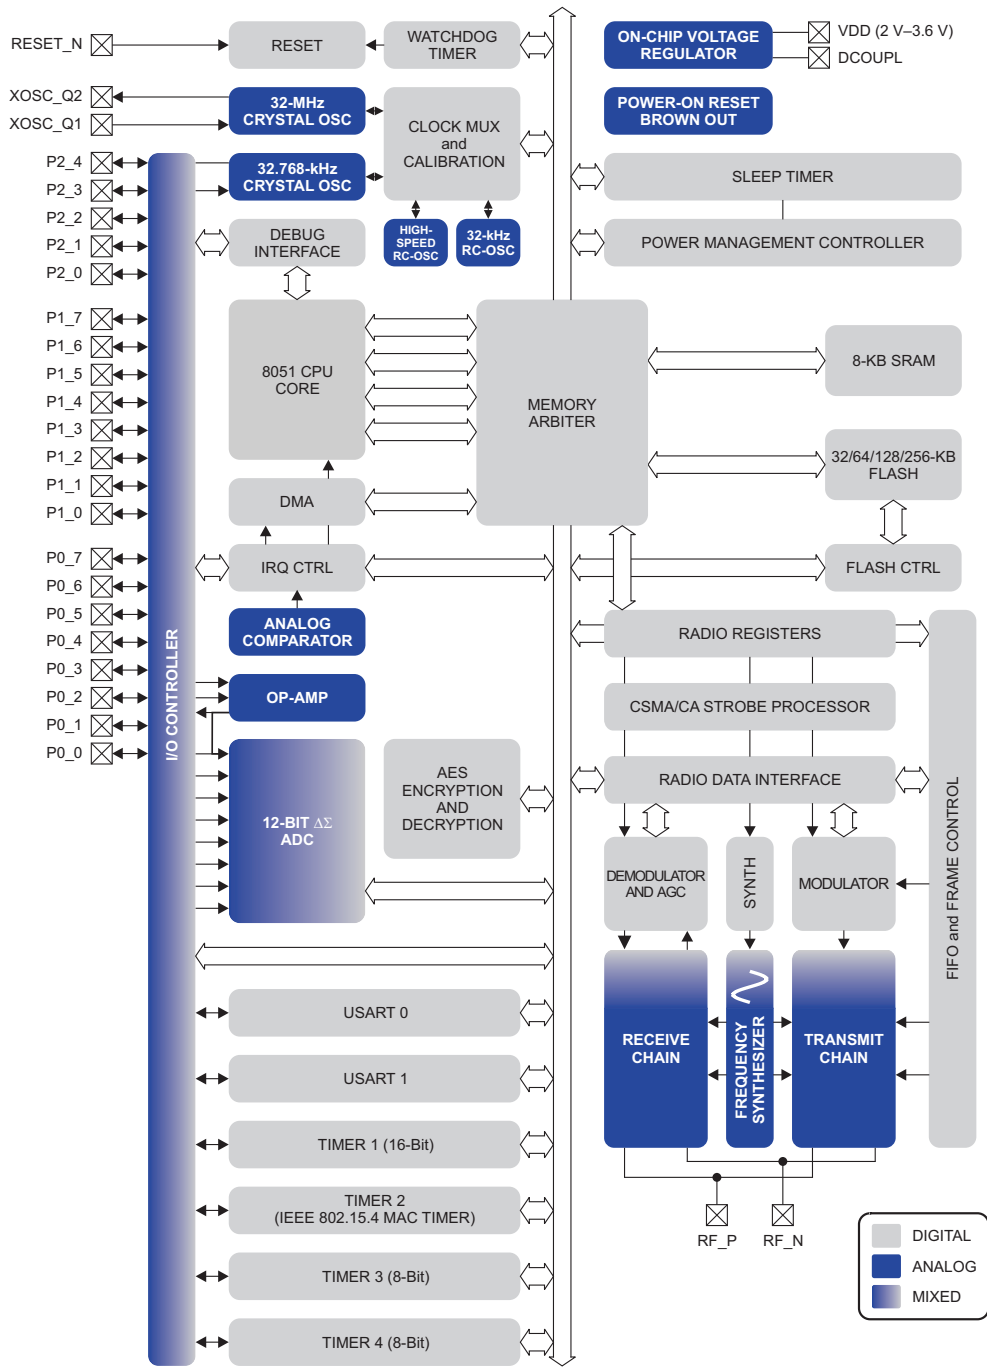 RESET_N
RESET
WATCHDOG
TIMER
ON-CHIP VOLTAGE
REGULATOR
VDD (2 V–3.6 V)
DCOUPL
XOSC_Q2
XOSC_Q1
32-MHz
CRYSTAL OSC
CLOCK MUX
and
CALIBRATION
POWER-ON RESET
BROWN OUT
P2_4
P2_3
P2_2
P2_1
P2_0
32.768-kHz
CRYSTAL OSC
SLEEP TIMER
DEBUG
INTERFACE
HIGH-
SPEED
RC-OSC
32-kHz
RC-OSC
POWER MANAGEMENT CONTROLLER
P1_7
P1_6
P1_5
P1_4
P1_3
P1_2
P1_1
P1_0
8051 CPU
CORE
MEMORY
ARBITER
8-KB SRAM
32/64/128/256-KB
FLASH
DMA
P0_7
P0_6
P0_5
P0_4
P0_3
P0_2
P0_1
P0_0
IRQ CTRL
FLASH CTRL
I/O CONTROLLER
ANALOG
COMPARATOR
RADIO REGISTERS
OP-AMP
CSMA/CA STROBE PROCESSOR
12-BIT ΔΣ
ADC
AES
ENCRYPTION
AND
DECRYPTION
RADIO DATA INTERFACE
DEMODULATOR
AND AGC
SYNTH
MODULATOR
FIFO and FRAME CONTROL
USART 0
RECEIVE
CHAIN
FREQUENCY
SYNTHESIZER
TRANSMIT
CHAIN
USART 1
TIMER 1 (16-Bit)
TIMER 2
(IEEE 802.15.4 MAC TIMER)
RF_P
RF_N
TIMER 3 (8-Bit)
TIMER 4 (8-Bit)
DIGITAL
ANALOG
MIXED